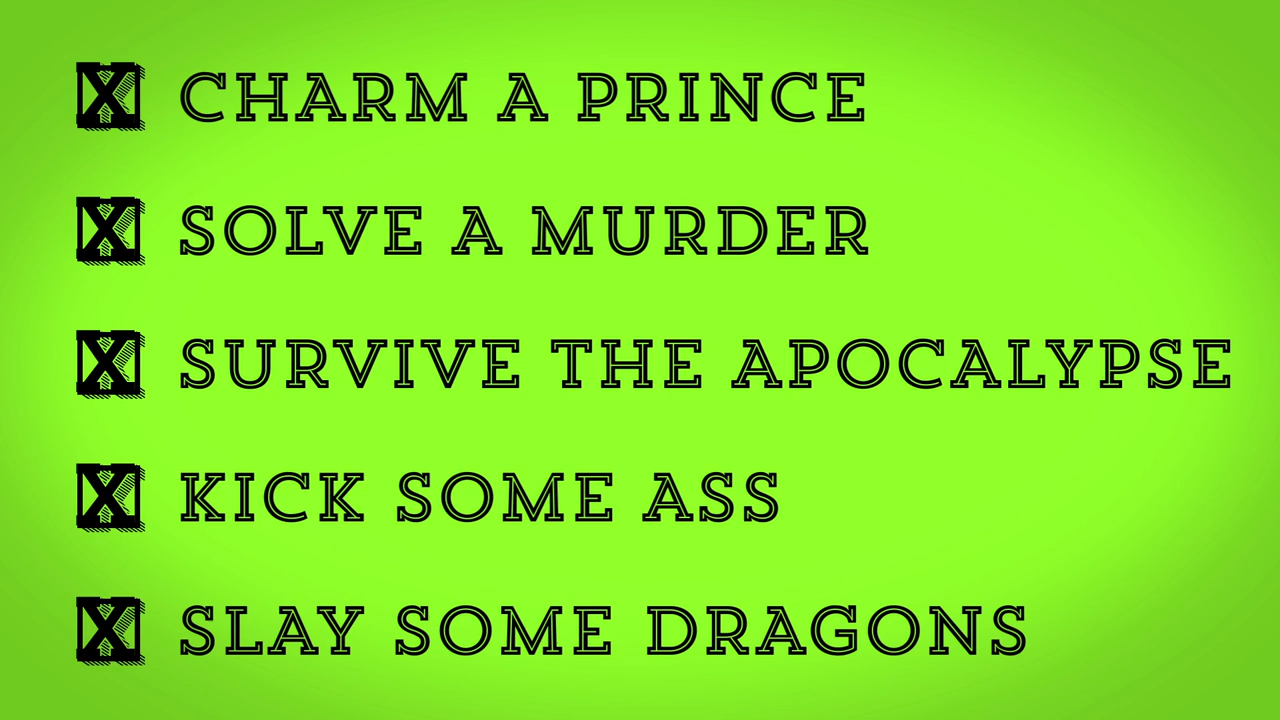 ☒ CHARM A PRINCE
☒ SOLVE A MURDER
☒ SURVIVE THE APOCALYPSE
☒ KICK SOME ASS
☒ SLAY SOME DRAGONS